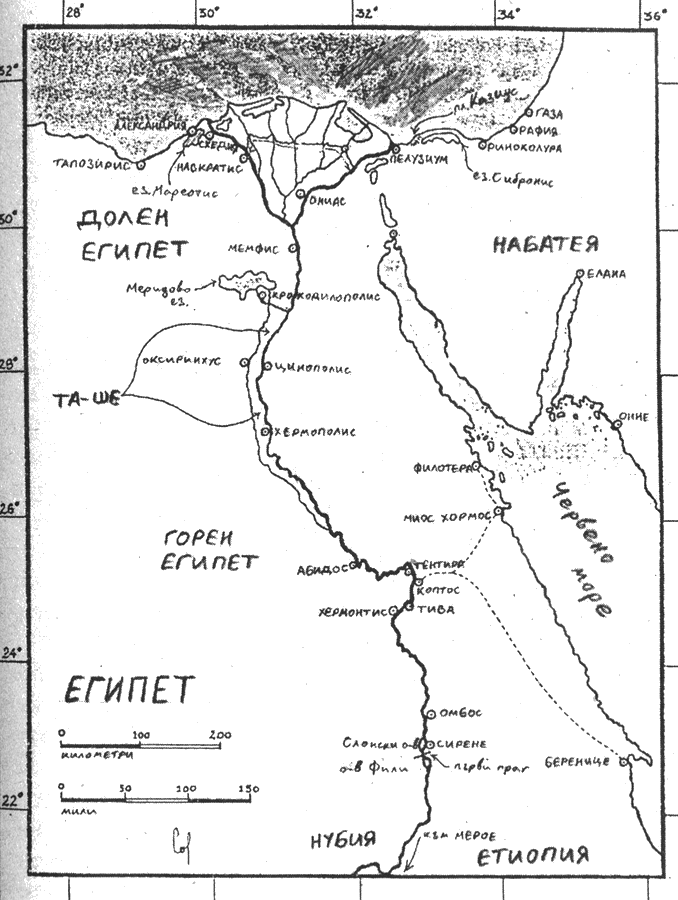 28°
30°
32°
34°
36°
32°
пл. Казиус
ГАЗА
РАФИЯ
РИНОКОЛУРА
АЛЕКСАНДРИЯ
СХЕДИЯ
ТАПОЗИРИС
НАВКРАТИС
ПЕЛУЗИУМ
ез. Сибронис
ез. Мареотис
ОНИАС
30°
ДОЛЕН
ЕГИПЕТ
МЕМФИС
НАБАТЕЯ
ЕЛАНА
Меридово
ез.
КРОКОДИЛОПОЛИС
28°
ОКСИРИНХУС
ЦИНОПОЛИС
ТА-ШЕ
ХЕРМОПОЛИС
ОННЕ
ФИЛОТЕРА
26°
МИОС ХОРМОС
Червено
море
ГОРЕН
ЕГИПЕТ
АБИДОС
ТЕНТИРА
КОПТОС
ХЕРМОНТИС
ТИВА
24°
ЕГИПЕТ
0 100 200
КИЛОМЕТРИ
ОМБОС
Слонски о-в
СИРЕНЕ
о-в Фили
първи праг
БЕРЕНИЦЕ
0 50 100 150
МИЛИ
22°
НУБИЯ
към МЕРОЕ
ЕТИОПИЯ